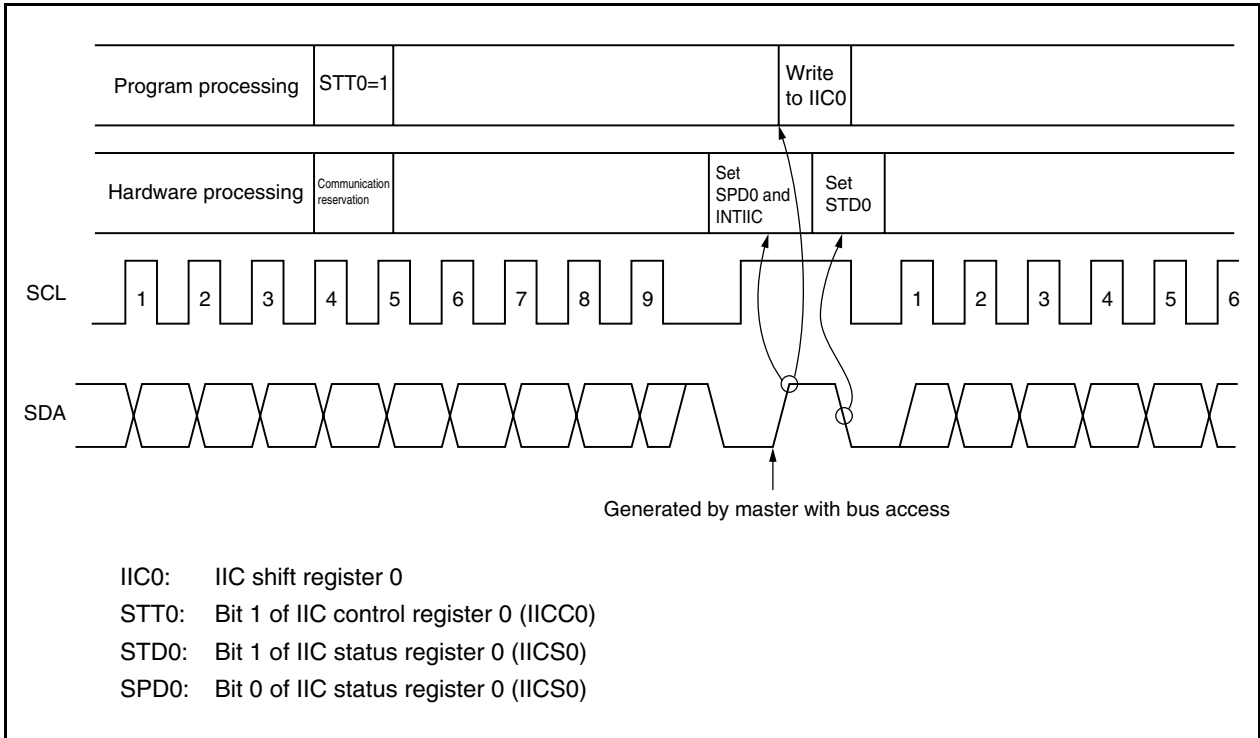 Program processing
STT0=1
Write
to IIC0
Hardware processing
Communication
reservation
Set
SPD0 and
INTIIC
Set
STD0
SCL
1 2 3 4 5 6 7 8 9 1 2 3 4 5 6
SDA
Generated by master with bus access
IIC0: IIC shift register 0
STT0: Bit 1 of IIC control register 0 (IICC0)
STD0: Bit 1 of IIC status register 0 (IICS0)
SPD0: Bit 0 of IIC status register 0 (IICS0)